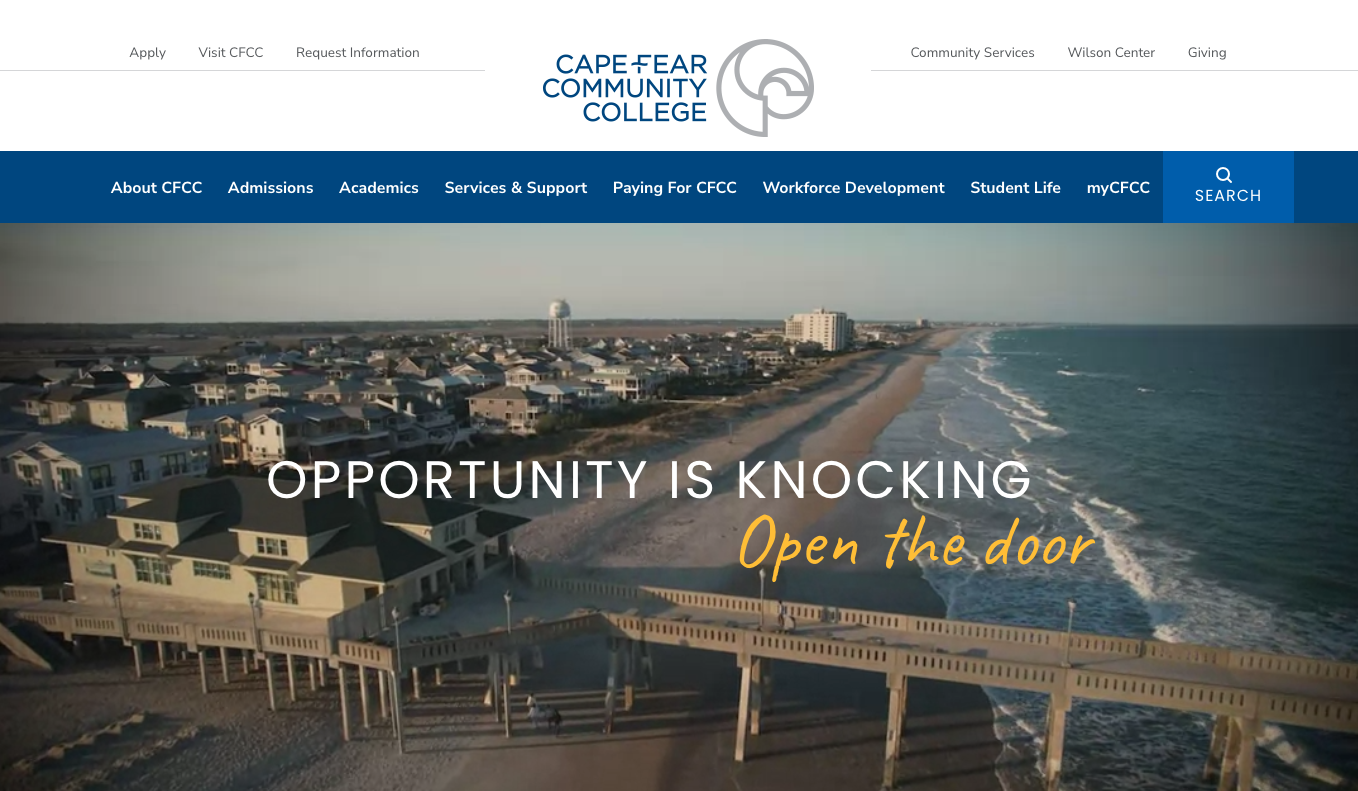 Apply Visit CFCC Request Information
CAPE FEAR
COMMUNITY
COLLEGE
Community Services Wilson Center Giving
About CFCC Admissions Academics Services & Support Paying For CFCC Workforce Development Student Life myCFCC
SEARCH
OPPORTUNITY IS KNOCKING
Open the door